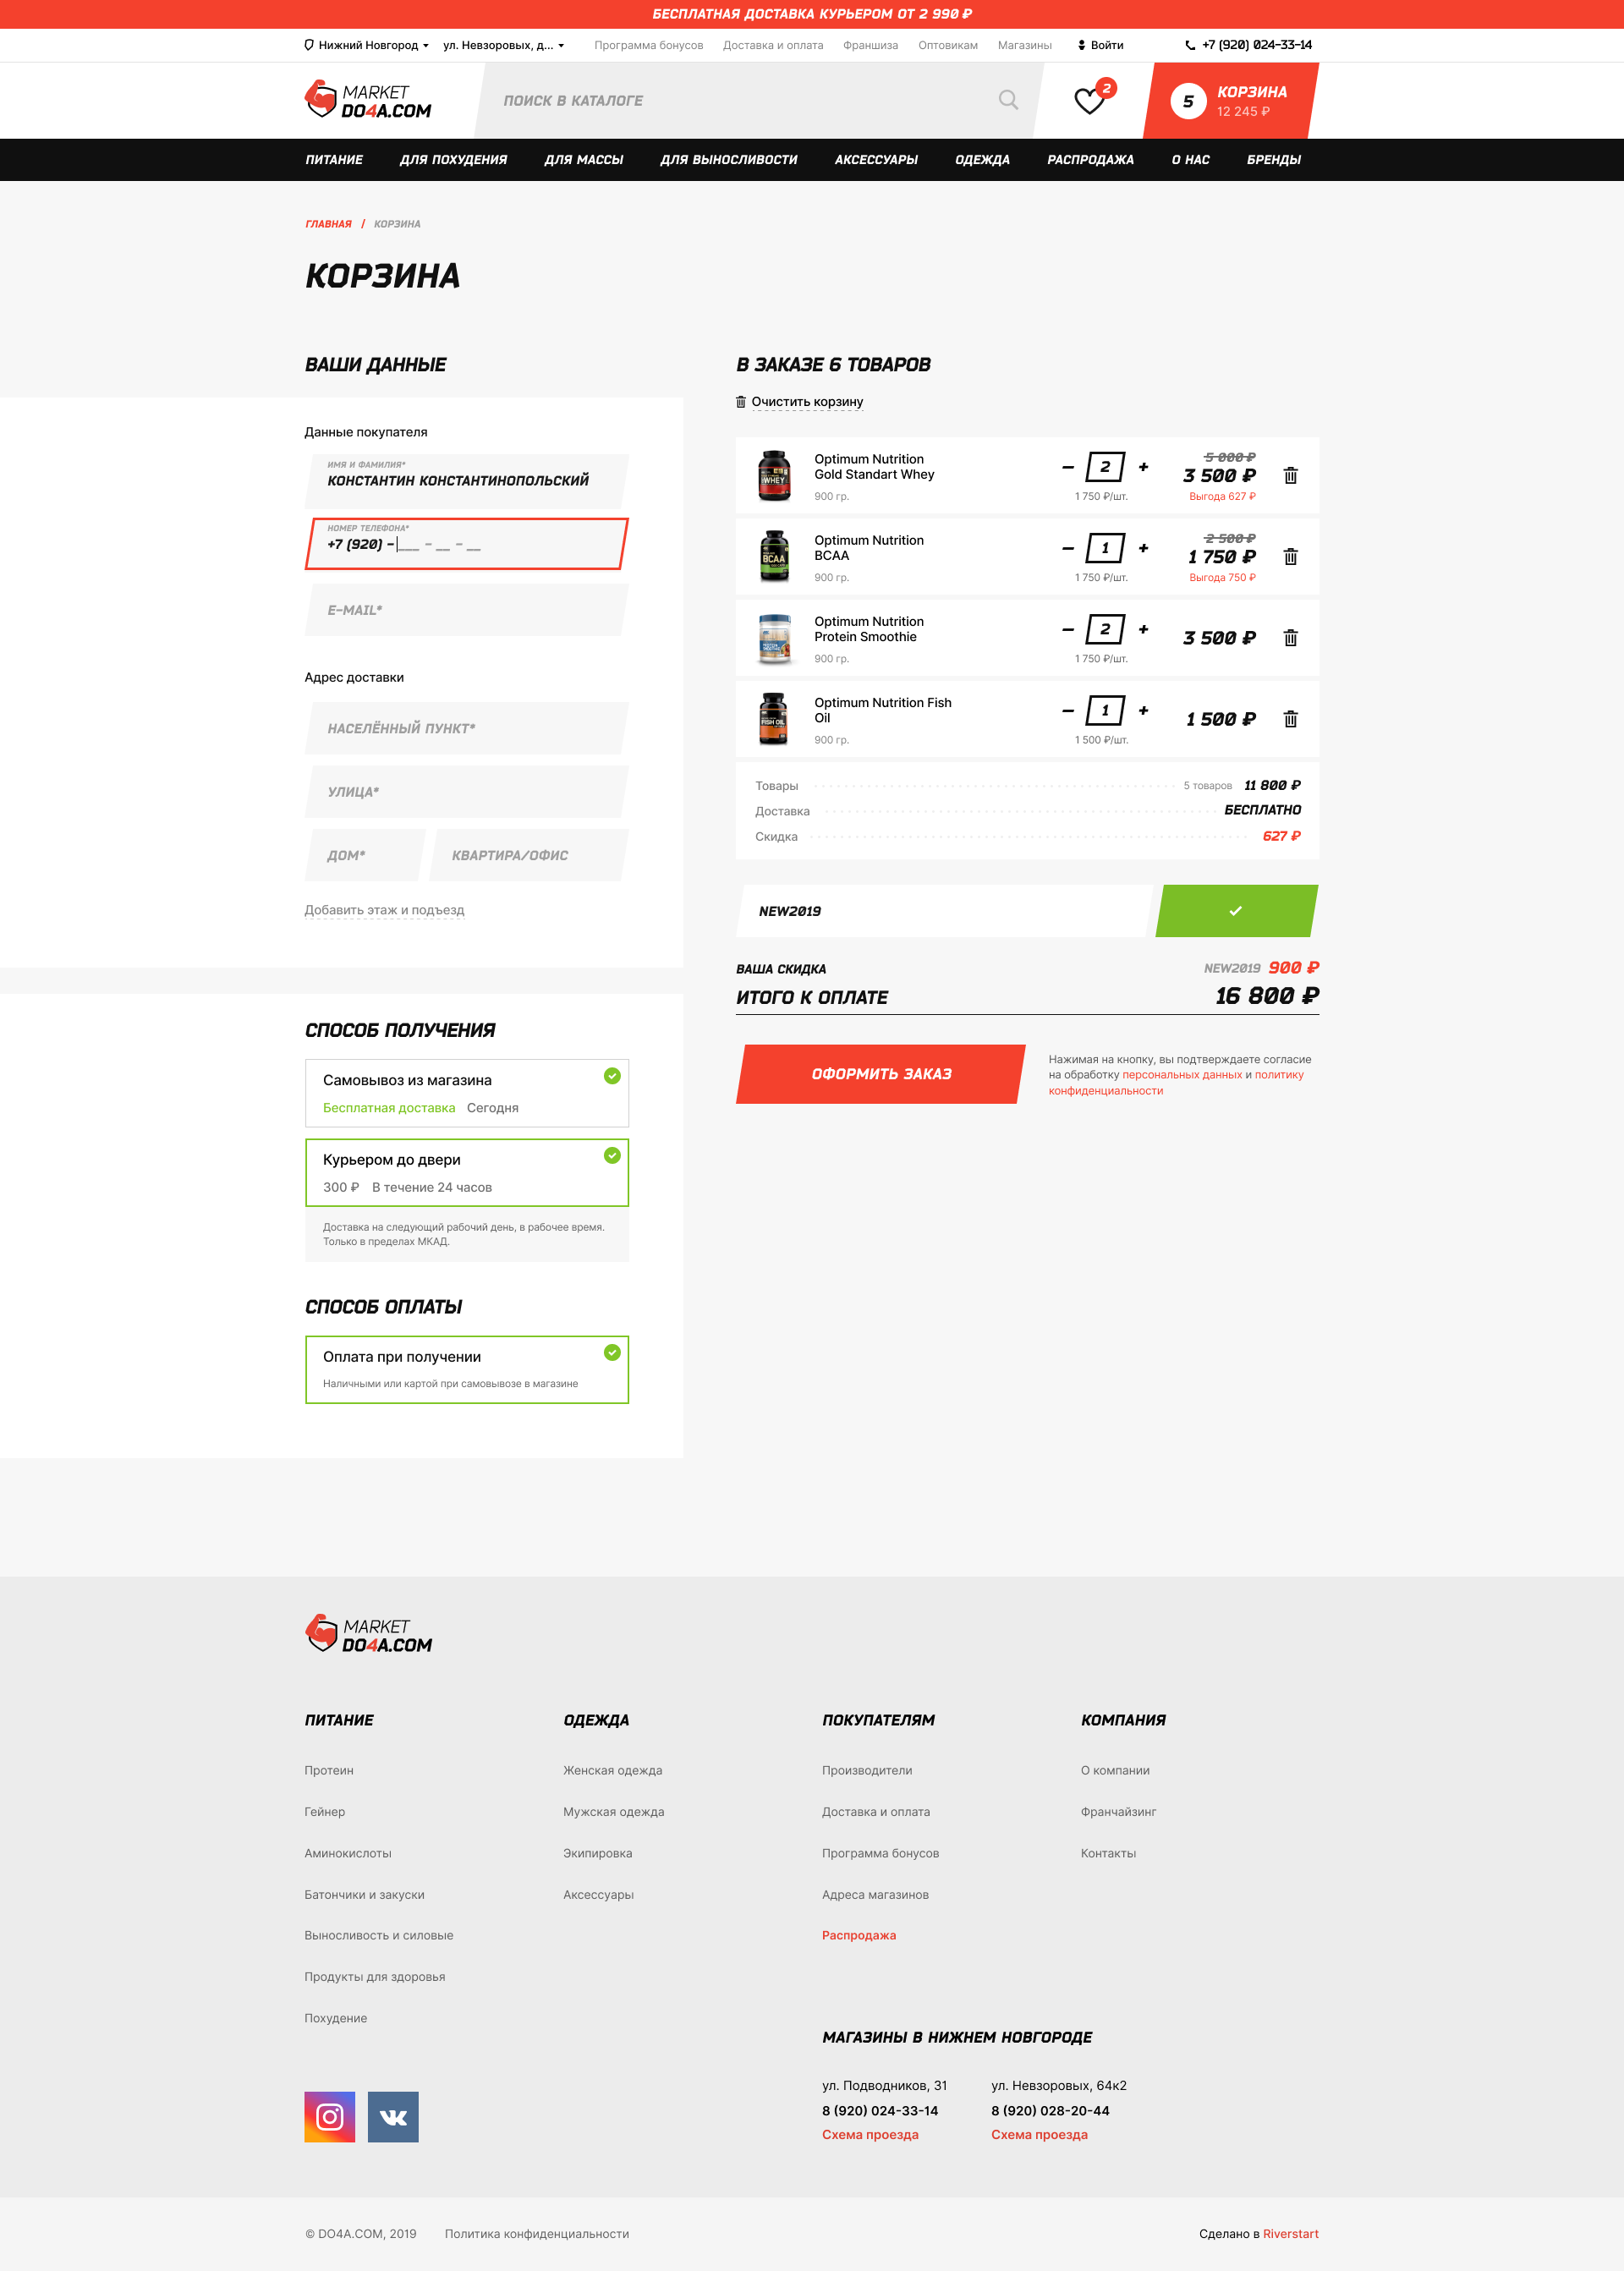 БЕСПЛАТНАЯ ДОСТАВКА КУРЬЕРОМ ОТ 2 990 ₽
Нижний Новгород ул. Невзоровых, д... Программа бонусов Доставка и оплата Франшиза Оптовикам Магазины Войти +7 (920) 024-33-14
MARKET
DO4A.COM
ПОИСК В КАТАЛОГЕ
2
5
КОРЗИНА
12 245 ₽
ПИТАНИЕ ДЛЯ ПОХУДЕНИЯ ДЛЯ МАССЫ ДЛЯ ВЫНОСЛИВОСТИ АКСЕССУАРЫ ОДЕЖДА РАСПРОДАЖА О НАС БРЕНДЫ
ГЛАВНАЯ / КОРЗИНА
КОРЗИНА
ВАШИ ДАННЫЕ
Данные покупателя
ИМЯ И ФАМИЛИЯ*
КОНСТАНТИН КОНСТАНТИНОПОЛЬСКИЙ
НОМЕР ТЕЛЕФОНА*
+7 (920) -___ - __ - __
E-MAIL*
Адрес доставки
НАСЕЛЁННЫЙ ПУНКТ*
УЛИЦА*
ДОМ* КВАРТИРА/ОФИС
Добавить этаж и подъезд
СПОСОБ ПОЛУЧЕНИЯ
Самовывоз из магазина
Бесплатная доставка Сегодня
Курьером до двери
300 ₽ В течение 24 часов
Доставка на следующий рабочий день, в рабочее время.
Только в пределах МКАД.
СПОСОБ ОПЛАТЫ
Оплата при получении
Наличными или картой при самовывозе в магазине
В ЗАКАЗЕ 6 ТОВАРОВ
Очистить корзину
WHEY
Optimum Nutrition
Gold Standart Whey
900 гр.
– 2 +
1 750 ₽/шт.
5 000 ₽
3 500 ₽
Выгода 627 ₽
BCAA
Optimum Nutrition
BCAA
900 гр.
– 1 +
1 750 ₽/шт.
2 500 ₽
1 750 ₽
Выгода 750 ₽
Optimum Nutrition
Protein Smoothie
900 гр.
– 2 +
1 750 ₽/шт.
3 500 ₽
FISH OIL
Optimum Nutrition Fish
Oil
900 гр.
– 1 +
1 500 ₽/шт.
1 500 ₽
Товары 5 товаров 11 800 ₽
Доставка БЕСПЛАТНО
Скидка 627 ₽
NEW2019
ВАША СКИДКА NEW2019 900 ₽
ИТОГО К ОПЛАТЕ 16 800 ₽
ОФОРМИТЬ ЗАКАЗ
Нажимая на кнопку, вы подтверждаете согласие
на обработку персональных данных и политику
конфиденциальности
MARKET
DO4A.COM
ПИТАНИЕ
Протеин
Гейнер
Аминокислоты
Батончики и закуски
Выносливость и силовые
Продукты для здоровья
Похудение
ОДЕЖДА
Женская одежда
Мужская одежда
Экипировка
Аксессуары
ПОКУПАТЕЛЯМ
Производители
Доставка и оплата
Программа бонусов
Адреса магазинов
Распродажа
КОМПАНИЯ
О компании
Франчайзинг
Контакты
МАГАЗИНЫ В НИЖНЕМ НОВГОРОДЕ
ул. Подводников, 31
8 (920) 024-33-14
Схема проезда
ул. Невзоровых, 64к2
8 (920) 028-20-44
Схема проезда
© DO4A.COM, 2019 Политика конфиденциальности Сделано в Riverstart